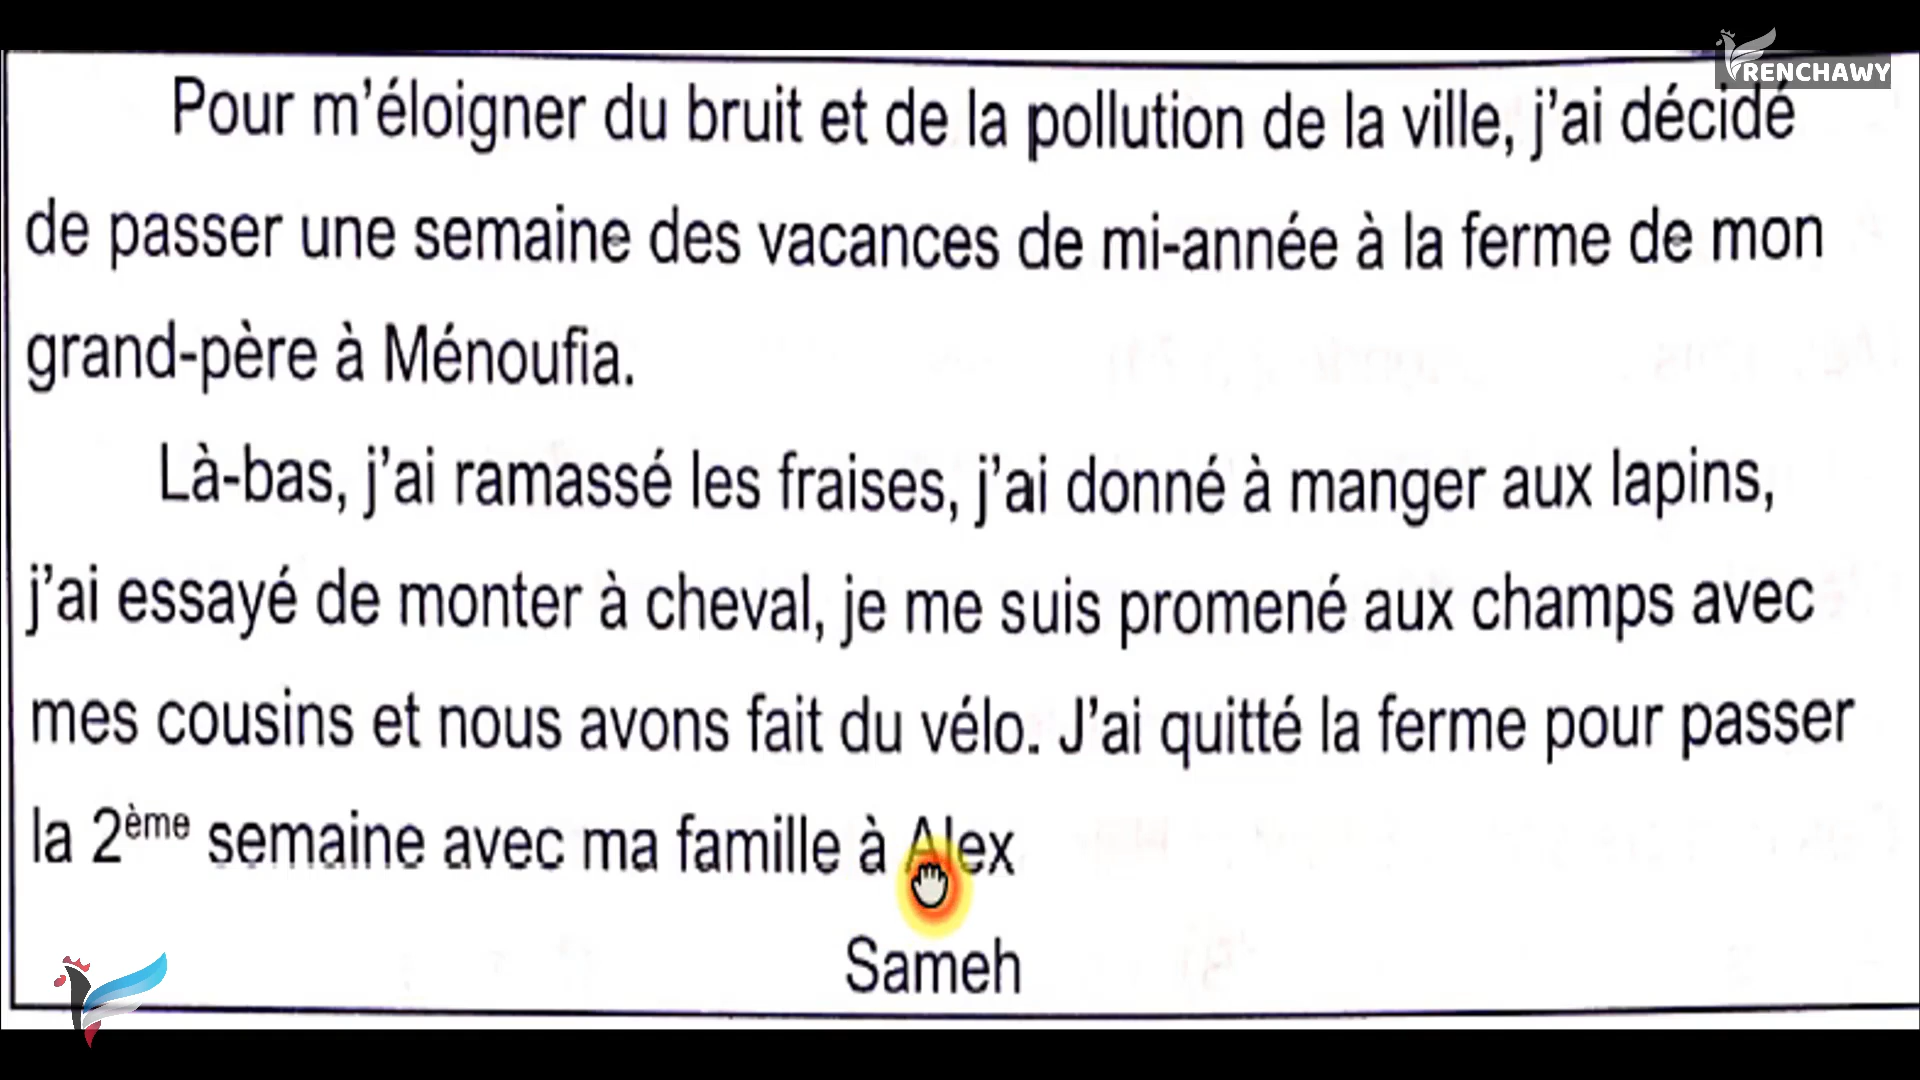 RENCHAWY
Pour m'éloigner du bruit et de la pollution de la ville, j'ai décidé
de passer une semaine des vacances de mi-année à la ferme de mon
grand-père à Ménoufia.
Là-bas, j'ai ramassé les fraises, j'ai donné à manger aux lapins,
j'ai essayé de monter à cheval, je me suis promené aux champs avec
mes cousins et nous avons fait du vélo. J'ai quitté la ferme pour passer
la 2ème semaine avec ma famille à Alex
Sameh